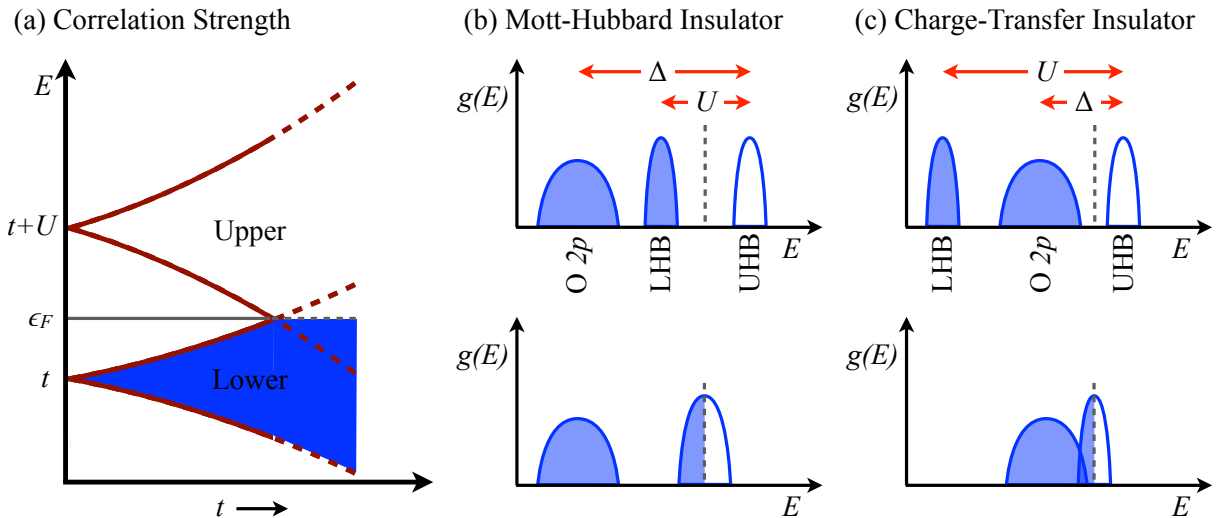 (a) Correlation Strength
E
t+U
Upper
ϵF
t
Lower
t
(b) Mott-Hubbard Insulator
Δ
U
g(E)
O 2p
LHB
UHB
E
g(E)
E
(c) Charge-Transfer Insulator
U
Δ
g(E)
LHB
O 2p
UHB
E
g(E)
E